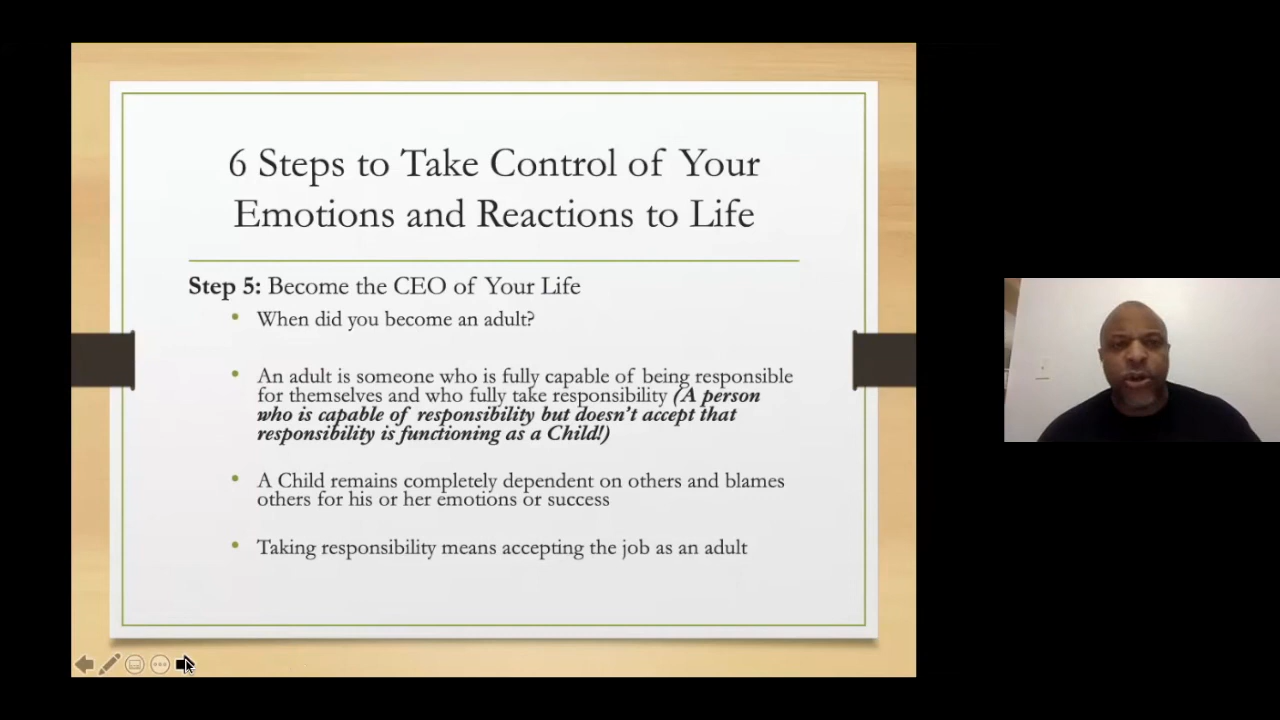 6 Steps to Take Control of Your
Emotions and Reactions to Life
Step 5: Become the CEO of Your Life
• When did you become an adult?
• An adult is someone who is fully capable of being responsible
for themselves and who fully take responsibility (A person
who is capable of responsibility but doesn't accept that
responsibility is functioning as a Child!)
• A Child remains completely dependent on others and blames
others for his or her emotions or success
• Taking responsibility means accepting the job as an adult